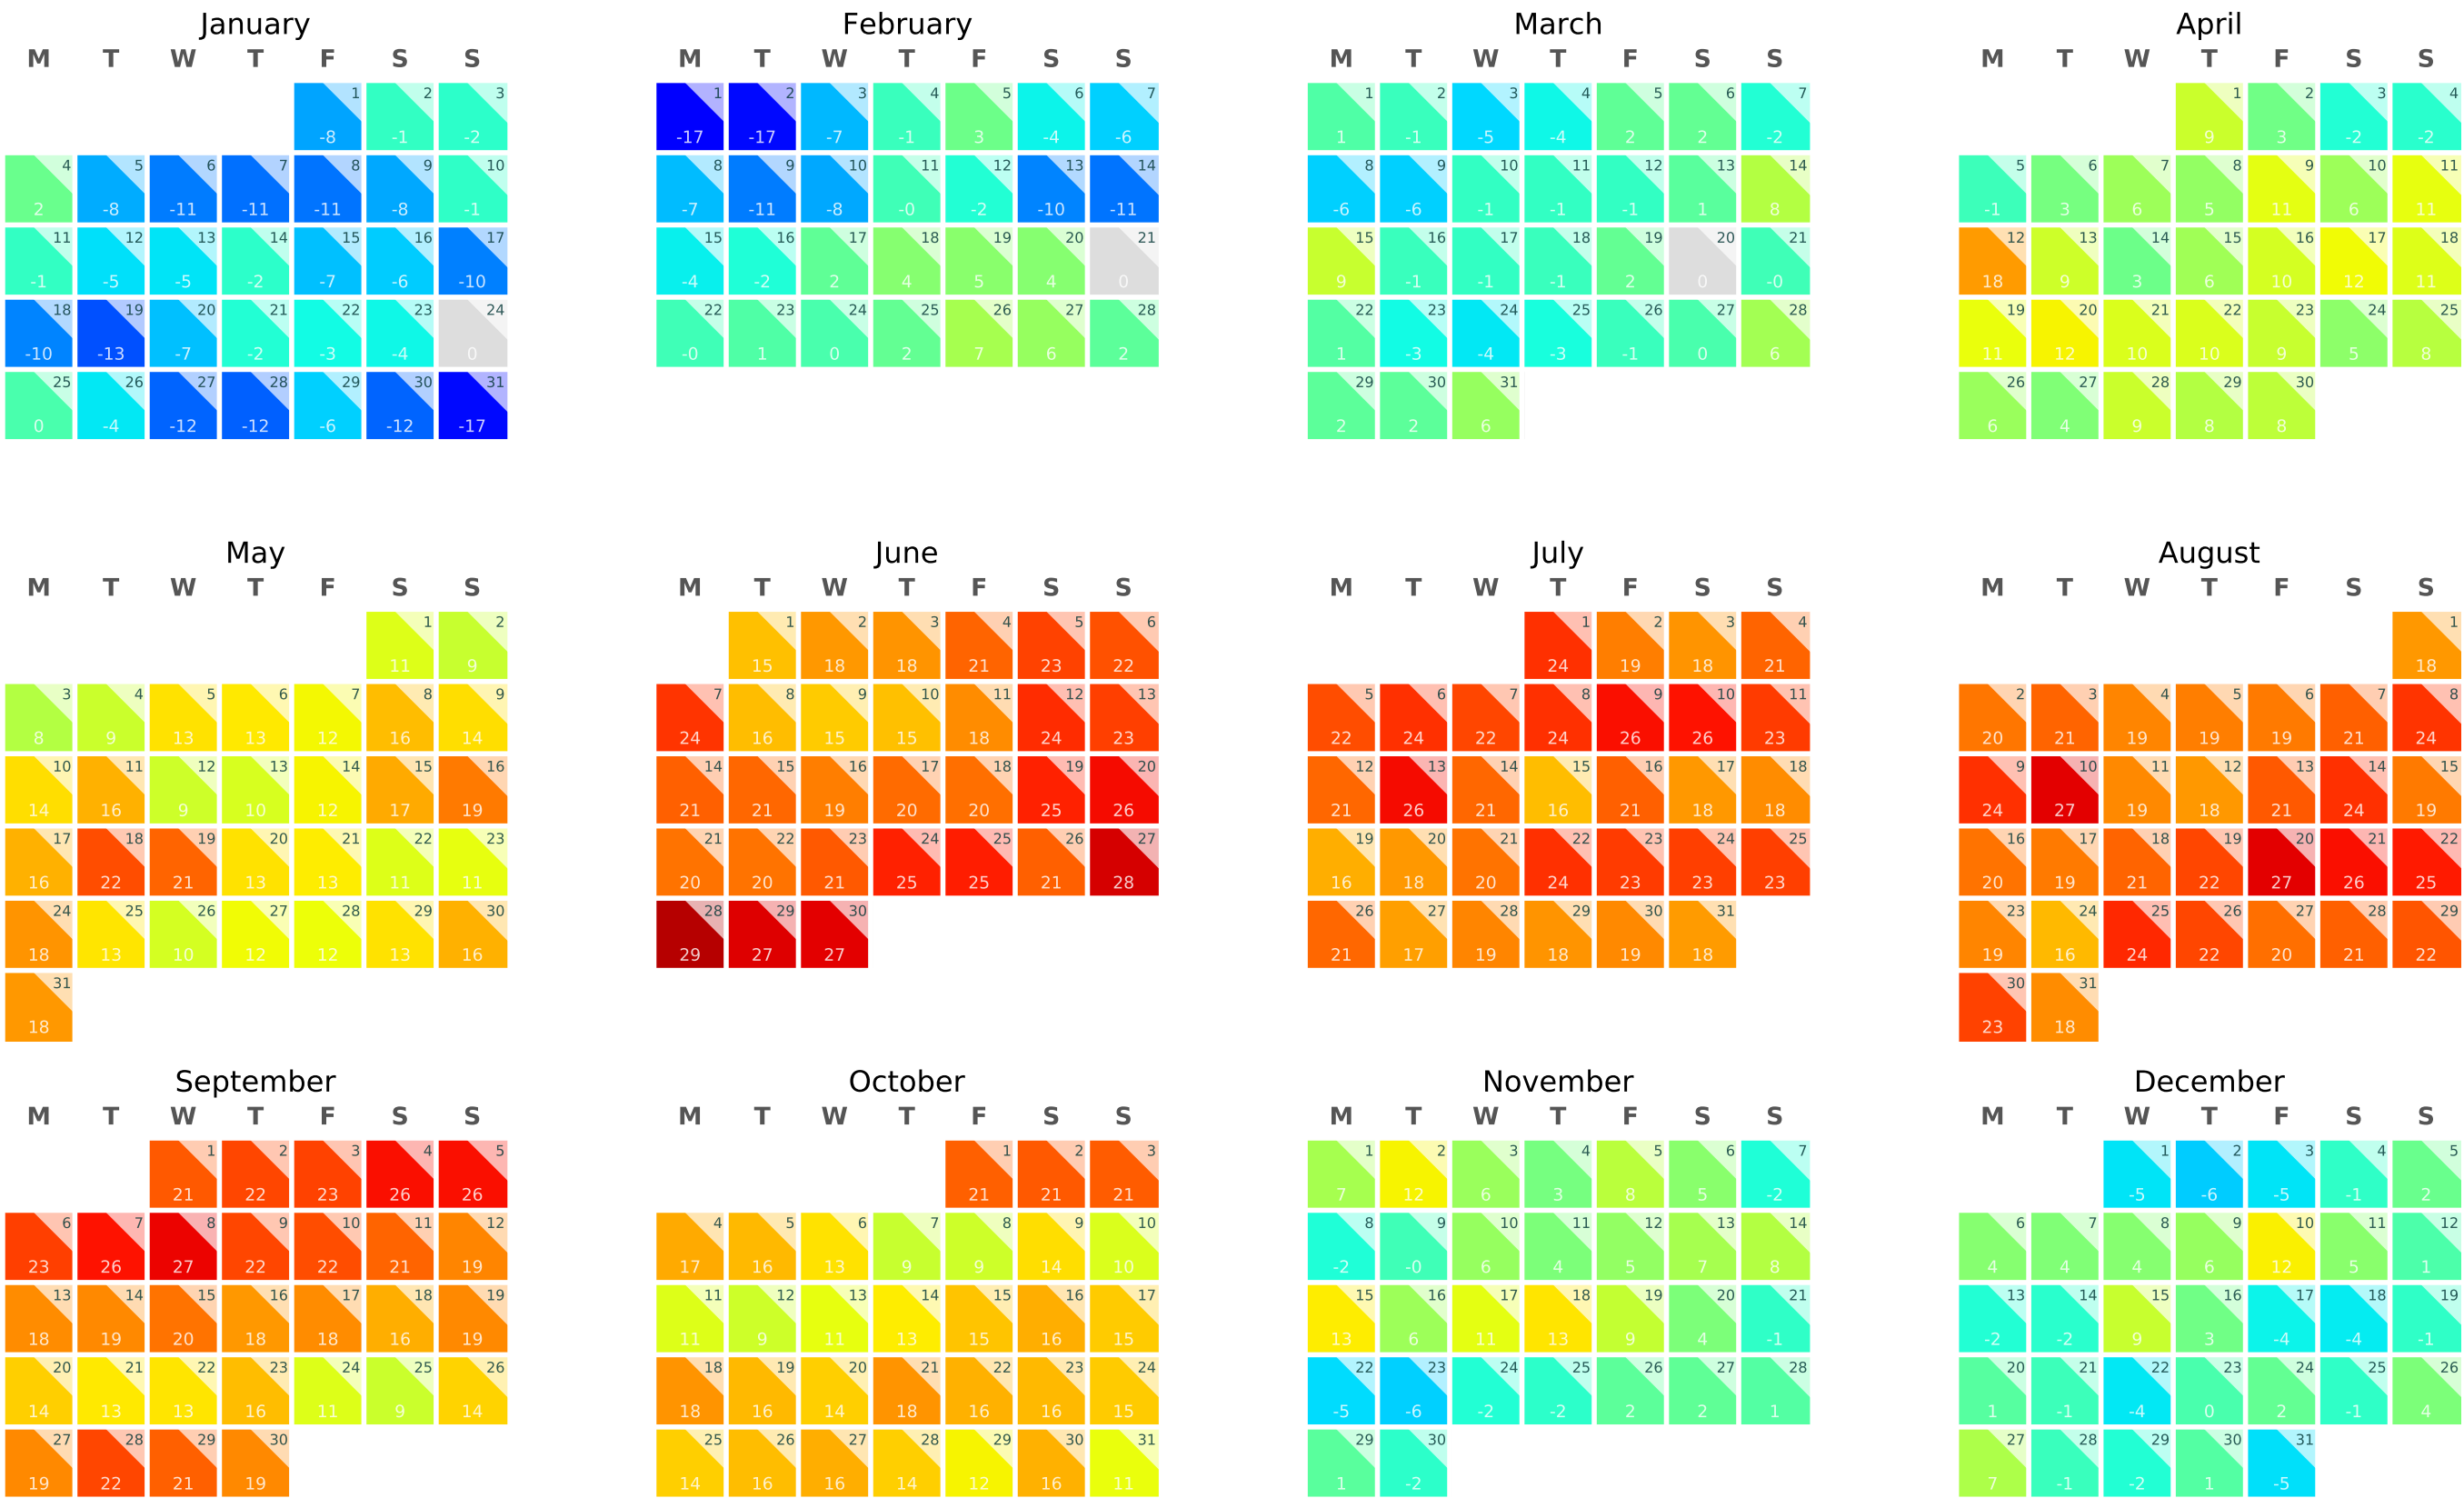 January February March April
M T W T F S S M T W T F S S M T W T F S S M T W T F S S
1 2 3 1 2 3 4 5 6 7 1 2 3 4 5 6 7 1 2 3 4
-8 -1 -2 -17 -17 -7 -1 3 -4 -6 1 -1 -5 -4 2 2 -2 9 3 -2 -2
4 5 6 7 8 9 10 8 9 10 11 12 13 14 8 9 10 11 12 13 14 5 6 7 8 9 10 11
2 -8 -11 -11 -11 -8 -1 -7 -11 -8 -0 -2 -10 -11 -6 -6 -1 -1 -1 1 8 -1 3 6 5 11 6 11
11 12 13 14 15 16 17 15 16 17 18 19 20 21 15 16 17 18 19 20 21 12 13 14 15 16 17 18
-1 -5 -5 -2 -7 -6 -10 -4 -2 2 4 5 4 0 9 -1 -1 -1 2 0 -0 18 9 3 6 10 12 11
18 19 20 21 22 23 24 22 23 24 25 26 27 28 22 23 24 25 26 27 28 19 20 21 22 23 24 25
-10 -13 -7 -2 -3 -4 0 -0 1 0 2 7 6 2 1 -3 -4 -3 -1 0 6 11 12 10 10 9 5 8
25 26 27 28 29 30 31 29 30 31 26 27 28 29 30
0 -4 -12 -12 -6 -12 -17 2 2 6 6 4 9 8 8
May June July August
M T W T F S S M T W T F S S M T W T F S S M T W T F S S
1 2 1 2 3 4 5 6 1 2 3 4 1
11 9 15 18 18 21 23 22 24 19 18 21 18
3 4 5 6 7 8 9 7 8 9 10 11 12 13 5 6 7 8 9 10 11 2 3 4 5 6 7 8
8 9 13 13 12 16 14 24 16 15 15 18 24 23 22 24 22 24 26 26 23 20 21 19 19 19 21 24
10 11 12 13 14 15 16 14 15 16 17 18 19 20 12 13 14 15 16 17 18 9 10 11 12 13 14 15
14 16 9 10 12 17 19 21 21 19 20 20 25 26 21 26 21 16 21 18 18 24 27 19 18 21 24 19
17 18 19 20 21 22 23 21 22 23 24 25 26 27 19 20 21 22 23 24 25 16 17 18 19 20 21 22
16 22 21 13 13 11 11 20 20 21 25 25 21 28 16 18 20 24 23 23 23 20 19 21 22 27 26 25
24 25 26 27 28 29 30 28 29 30 26 27 28 29 30 31 23 24 25 26 27 28 29
18 13 10 12 12 13 16 29 27 27 21 17 19 18 19 18 19 16 24 22 20 21 22
31 30 31
18 23 18
September October November December
M T W T F S S M T W T F S S M T W T F S S M T W T F S S
1 2 3 4 5 1 2 3 1 2 3 4 5 6 7 1 2 3 4 5
21 22 23 26 26 21 21 21 7 12 6 3 8 5 -2 -5 -6 -5 -1 2
6 7 8 9 10 11 12 4 5 6 7 8 9 10 8 9 10 11 12 13 14 6 7 8 9 10 11 12
23 26 27 22 22 21 19 17 16 13 9 9 14 10 -2 -0 6 4 5 7 8 4 4 4 6 12 5 1
13 14 15 16 17 18 19 11 12 13 14 15 16 17 15 16 17 18 19 20 21 13 14 15 16 17 18 19
18 19 20 18 18 16 19 11 9 11 13 15 16 15 13 6 11 13 9 4 -1 -2 -2 9 3 -4 -4 -1
20 21 22 23 24 25 26 18 19 20 21 22 23 24 22 23 24 25 26 27 28 20 21 22 23 24 25 26
14 13 13 16 11 9 14 18 16 14 18 16 16 15 -5 -6 -2 -2 2 2 1 1 -1 -4 0 2 -1 4
27 28 29 30 25 26 27 28 29 30 31 29 30 27 28 29 30 31
19 22 21 19 14 16 16 14 12 16 11 1 -2 7 -1 -2 1 -5